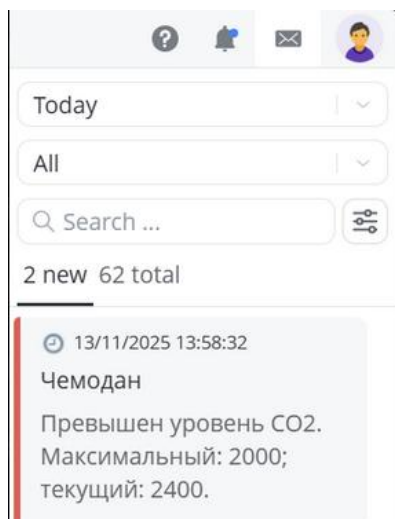 Today
All
Search ...
2 new 62 total
13/11/2025 13:58:32
Чемодан
Превышен уровень CO2.
Максимальный: 2000;
текущий: 2400.